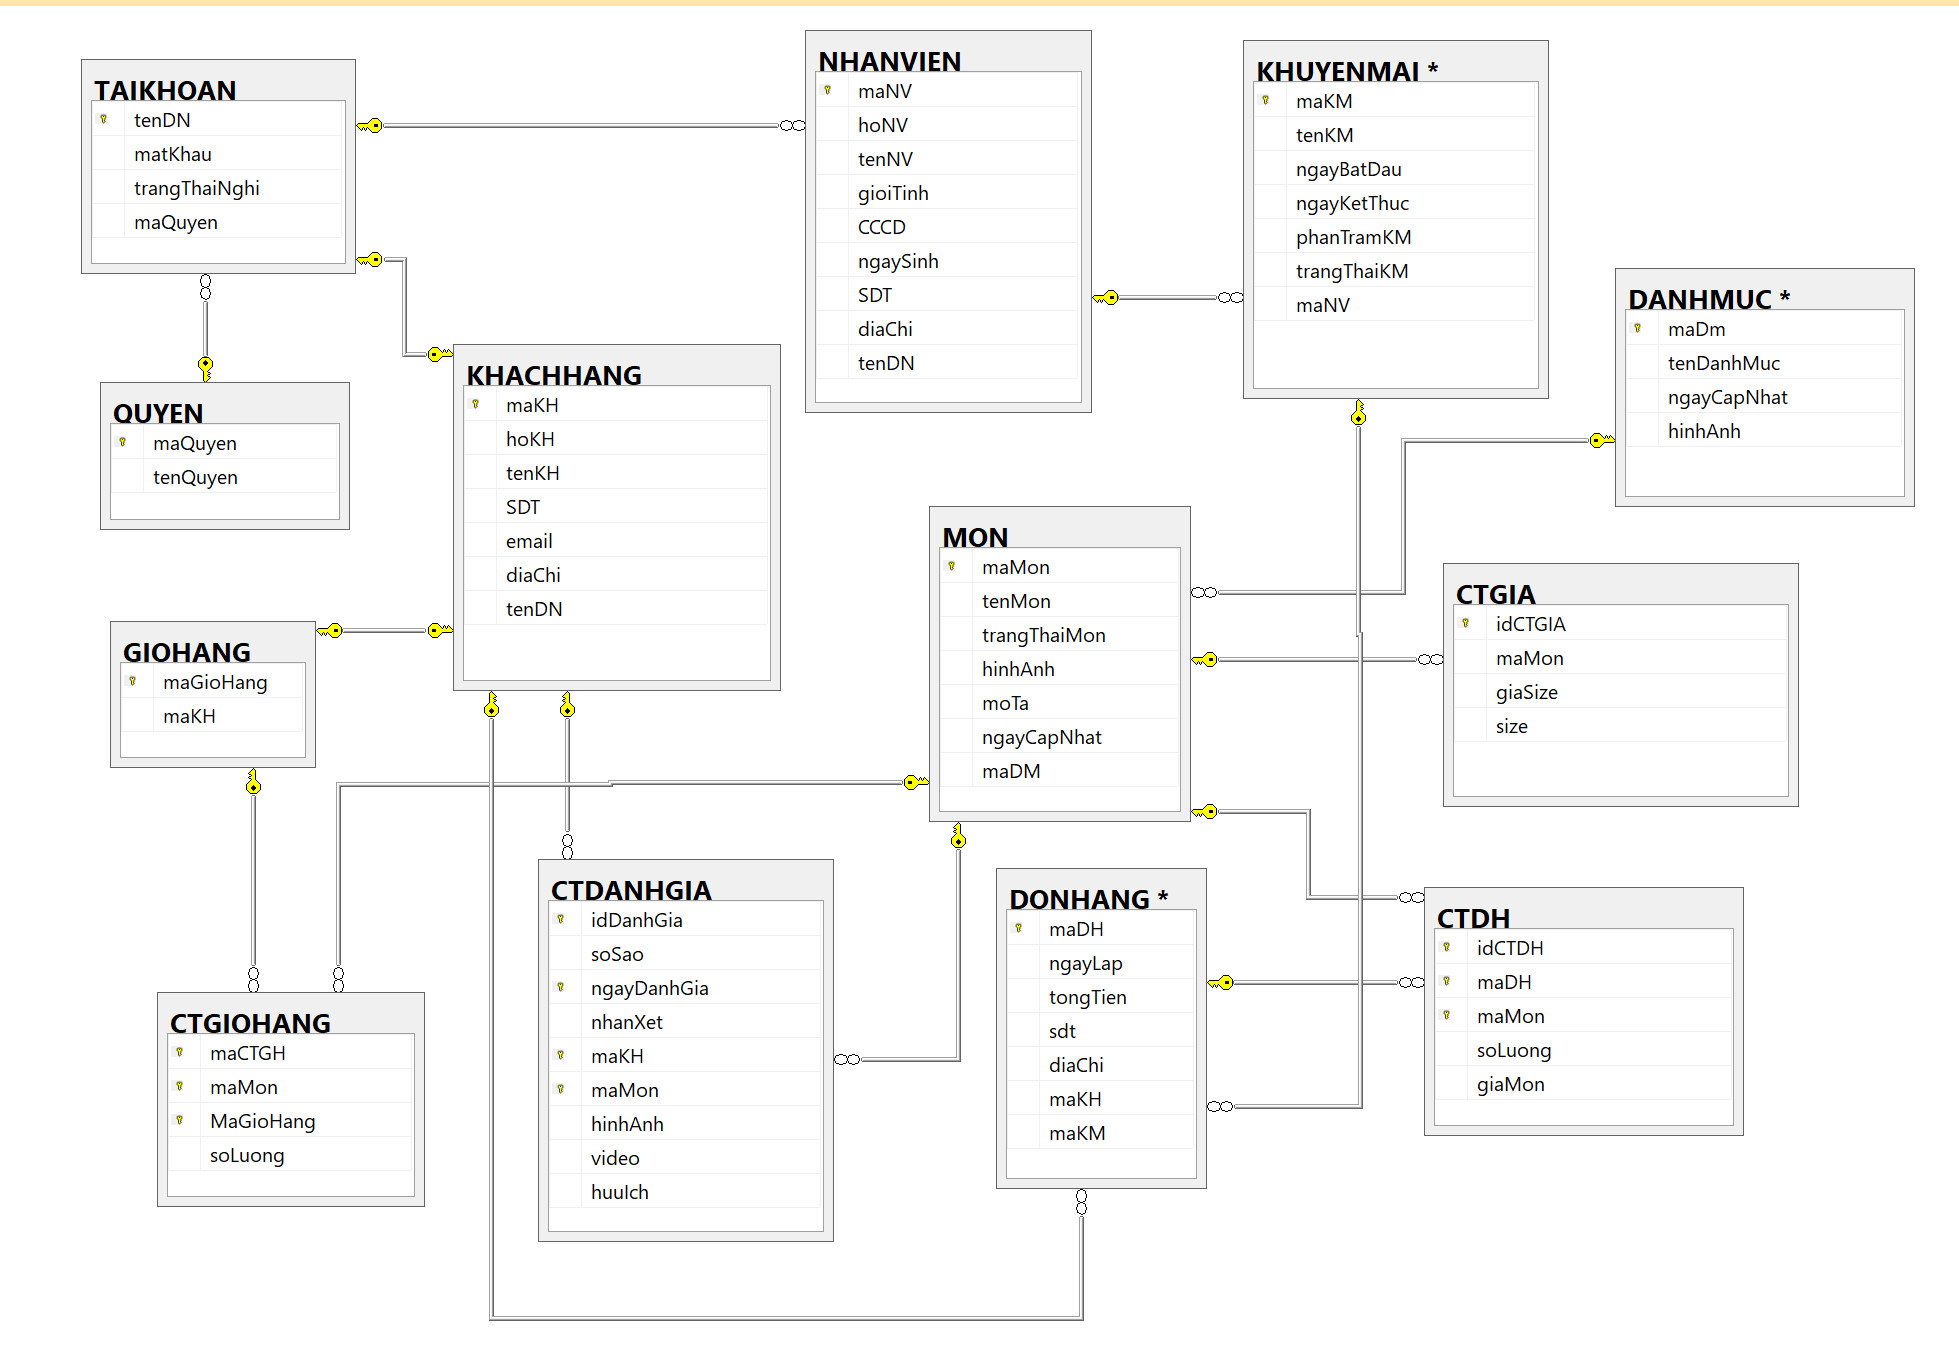 TAIKHOAN
tenDN
matKhau
trangThaiNghi
maQuyen
NHANVIEN
maNV
hoNV
tenNV
gioiTinh
CCCD
ngaySinh
SDT
diaChi
tenDN
KHUYENMAI *
maKM
tenKM
ngayBatDau
ngayKetThuc
phanTramKM
trangThaiKM
maNV
DANHMUC *
maDm
tenDanhMuc
ngayCapNhat
hinhAnh
QUYEN
maQuyen
tenQuyen
KHACHHANG
maKH
hoKH
tenKH
SDT
email
diaChi
tenDN
MON
maMon
tenMon
trangThaiMon
hinhAnh
moTa
ngayCapNhat
maDM
CTGIA
idCTGIA
maMon
giaSize
size
GIOHANG
maGioHang
maKH
CTDANHGIA
idDanhGia
soSao
ngayDanhGia
nhanXet
maKH
maMon
hinhAnh
video
huuIch
DONHANG *
maDH
ngayLap
tongTien
sdt
diaChi
maKH
maKM
CTDH
idCTDH
maDH
maMon
soLuong
giaMon
CTGIOHANG
maCTGH
maMon
MaGioHang
soLuong